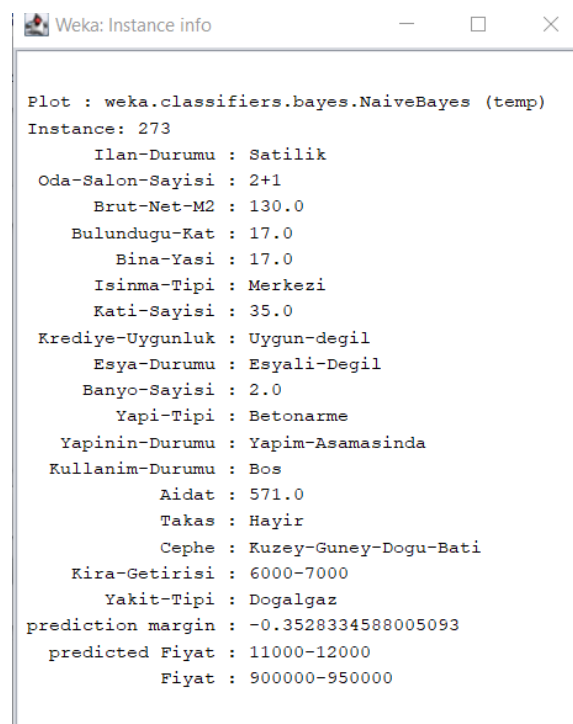 Weka: Instance info
Plot : weka.classifiers.bayes.NaiveBayes (temp)
Instance: 273
Ilan-Durumu : Satilik
Oda-Salon-Sayisi : 2+1
Brut-Net-M2 : 130.0
Bulundugu-Kat : 17.0
Bina-Yasi : 17.0
Isinma-Tipi : Merkezi
Kati-Sayisi : 35.0
Krediye-Uygunluk : Uygun-degil
Esya-Durumu : Esyali-Degil
Banyo-Sayisi : 2.0
Yapi-Tipi : Betonarme
Yapinin-Durumu : Yapim-Asamasinda
Kullanim-Durumu : Bos
Aidat : 571.0
Takas : Hayir
Cephe : Kuzey-Guney-Dogu-Bati
Kira-Getirisi : 6000-7000
Yakit-Tipi : Dogalgaz
prediction margin : -0.3528334588005093
predicted Fiyat : 11000-12000
Fiyat : 900000-950000